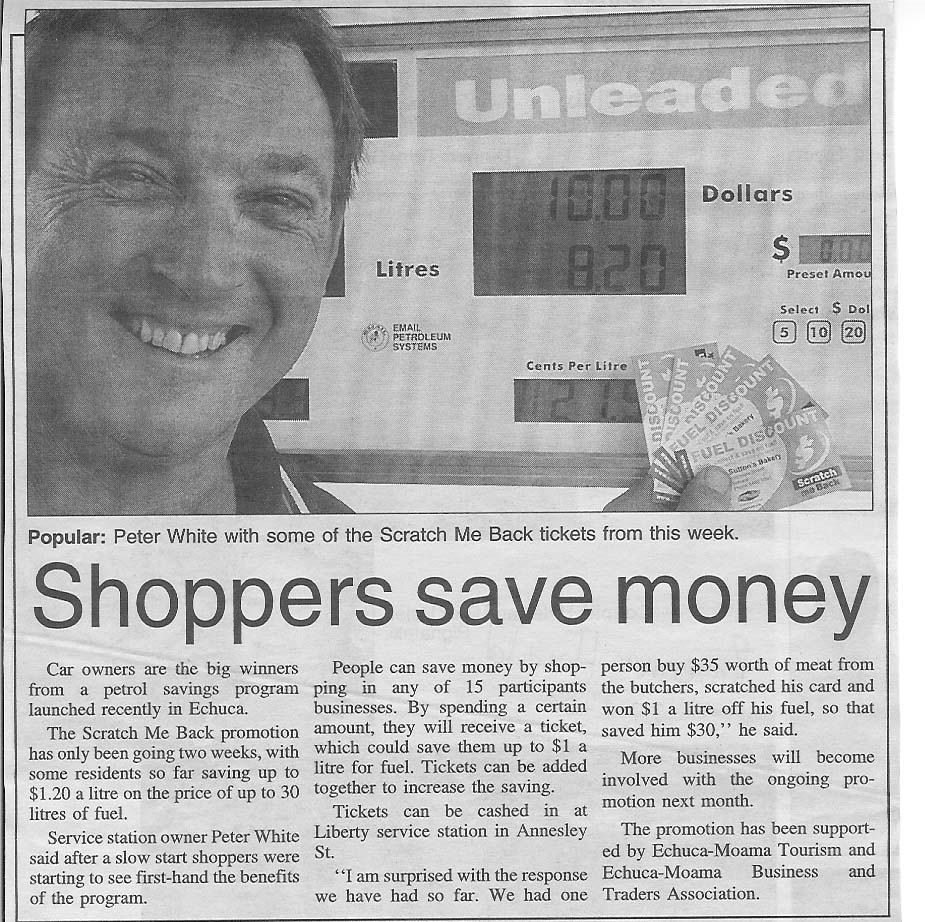 Unleaded
10.00
Dollars
8.20
Litres
$
0.00
Preset Amou
Select $ Dol
5 10 20
EMAIL
PETROLEUM
SYSTEMS
Cents Per Litre
DISCOUNT
DISCOUNT
DISCOUNT
FUEL DISCOUNT
Bakery
FUEL DISCOUNT
Sutton's Bakery
Scratch
me Back
Popular: Peter White with some of the Scratch Me Back tickets from this week.
Shoppers save money
Car owners are the big winners
from a petrol savings program
launched recently in Echuca.
The Scratch Me Back promotion
has only been going two weeks, with
some residents so far saving up to
$1.20 a litre on the price of up to 30
litres of fuel.
Service station owner Peter White
said after a slow start shoppers were
starting to see first-hand the benefits
of the program.
People can save money by shop-
ping in any of 15 participants
businesses. By spending a certain
amount, they will receive a ticket,
which could save them up to $1 a
litre for fuel. Tickets can be added
together to increase the saving.
Tickets can be cashed in at
Liberty service station in Annesley
St.
‘‘I am surprised with the response
we have had so far. We had one
person buy $35 worth of meat from
the butchers, scratched his card and
won $1 a litre off his fuel, so that
saved him $30,’’ he said.
More businesses will become
involved with the ongoing pro-
motion next month.
The promotion has been support-
ed by Echuca-Moama Tourism and
Echuca-Moama Business and
Traders Association.